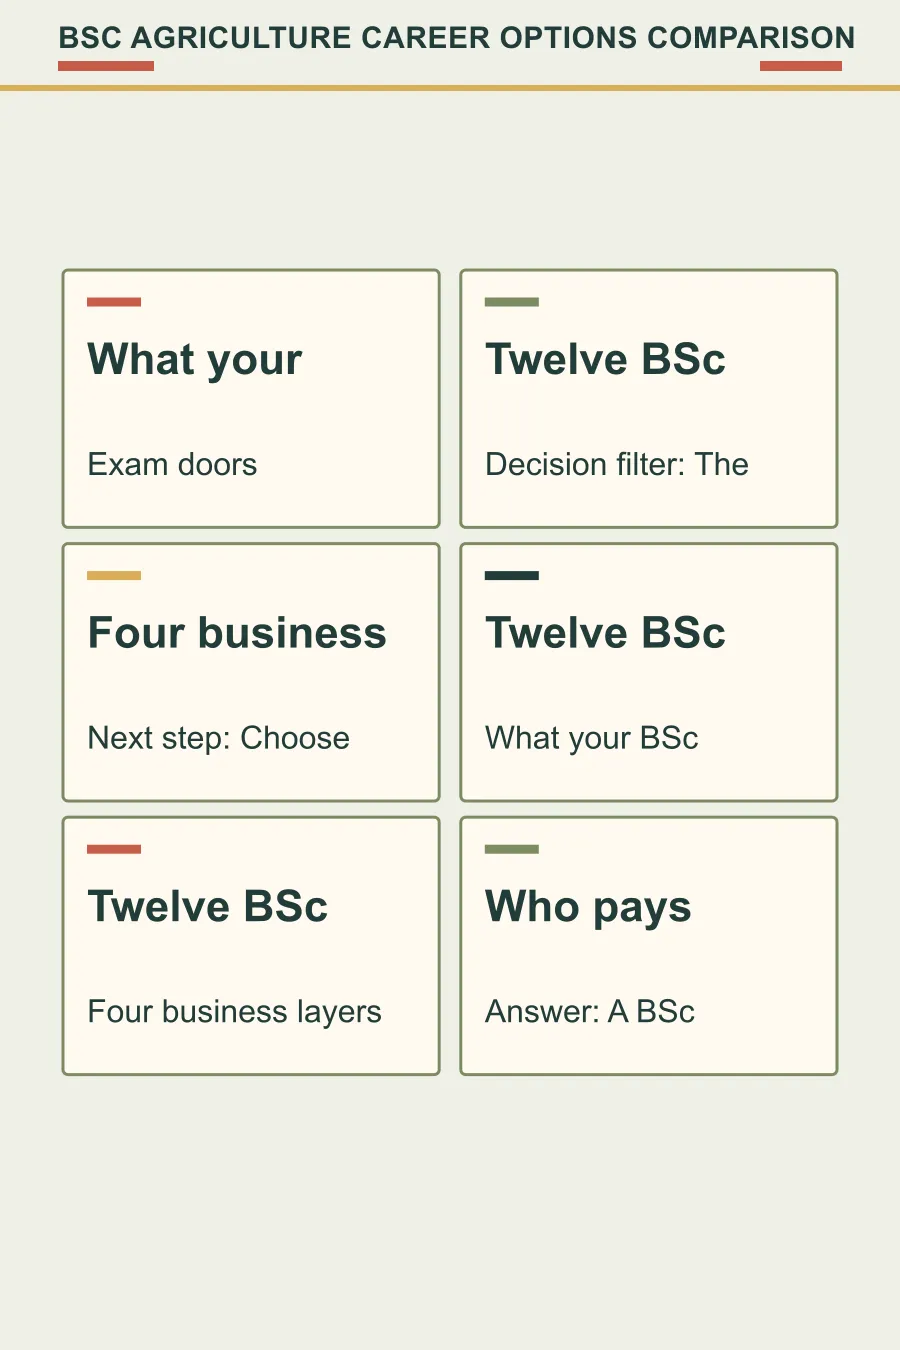 BSC AGRICULTURE CAREER OPTIONS COMPARISON
What your
Exam doors
Twelve BSc
Decision filter: The
Four business
Next step: Choose
Twelve BSc
What your BSc
Twelve BSc
Four business layers
Who pays
Answer: A BSc